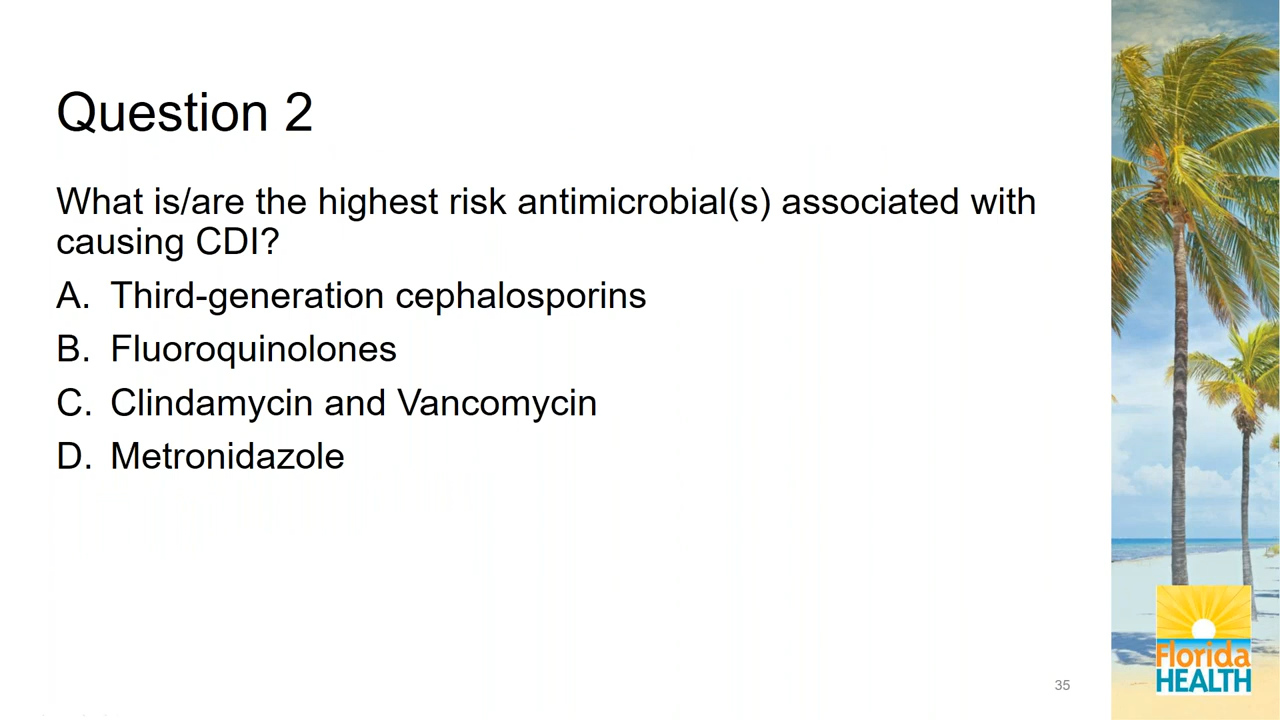 Question 2
What is/are the highest risk antimicrobial(s) associated with
causing CDI?
A. Third-generation cephalosporins
B. Fluoroquinolones
C. Clindamycin and Vancomycin
D. Metronidazole
35
Florida
HEALTH